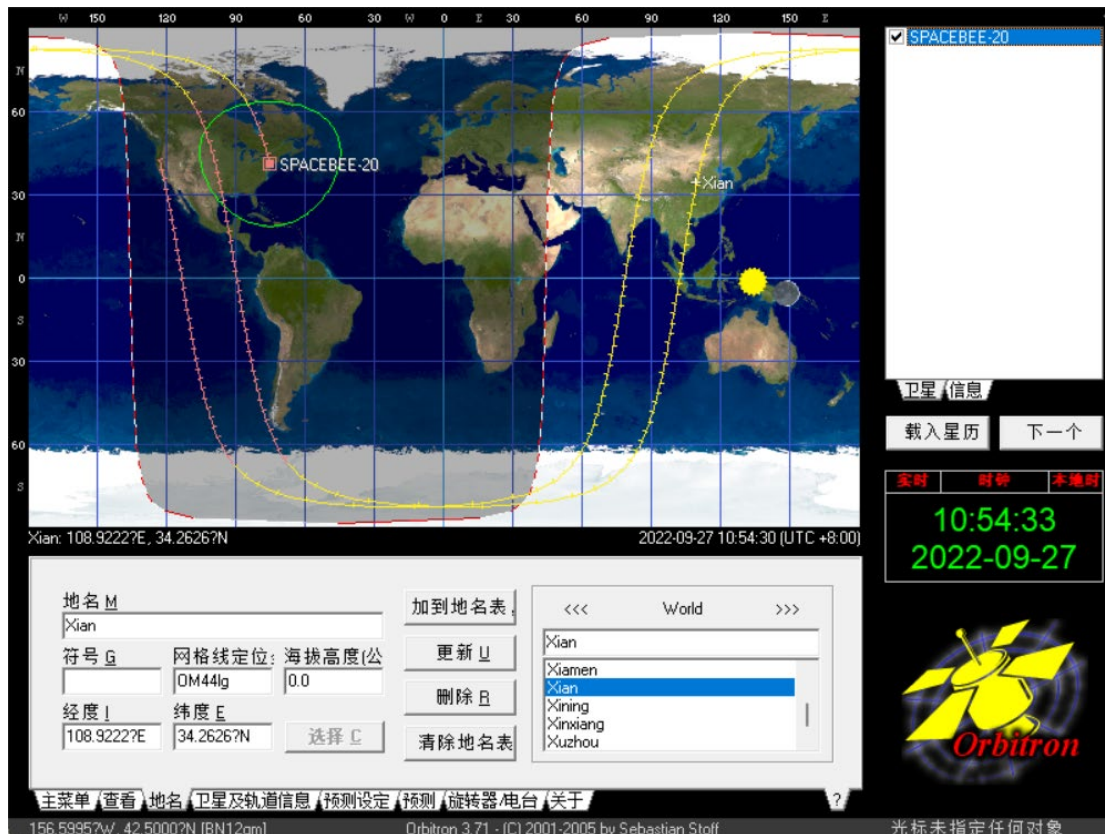 W 150 120 90 60 30 W 0 E 30 60 90 120 150 E
N
60
30
N
0
S
30
60
S
SPACEBEE-20
Xian
Xian: 108.9222?E, 34.2626?N
2022-09-27 10:54:30 (UTC +8:00)
SPACEBEE-20
卫星 信息
载入星历 下一个
实时 时钟 本地时
10:54:33
2022-09-27
Orbitron
地名 M
Xian
符号 G 网格线定位: 海拔高度(公
OM44lg 0.0
经度 I 纬度 E
108.9222?E 34.2626?N 选择 C
加到地名表,
更新 U
删除 R
清除地名表
<<< World >>>
Xian
Xiamen
Xian
Xining
Xinxiang
Xuzhou
主菜单 查看 地名 卫星及轨道信息 预测设定 预测 旋转器/电台 关于 ?
156.5995?W, 42.5000?N [BN12qm] Orbitron 3.71 - (C) 2001-2005 by Sebastian Stoff 光标未指定任何对象